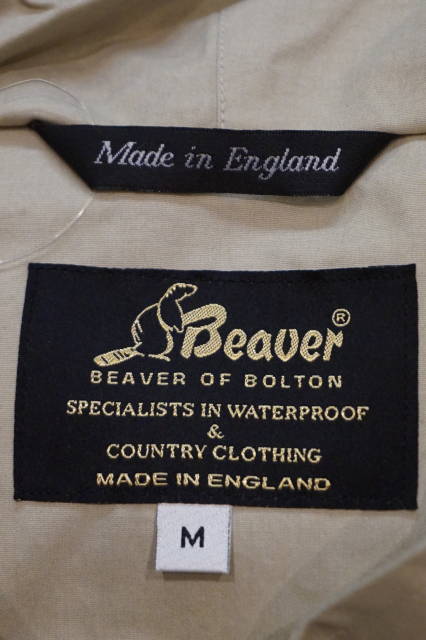 Made in England
Beaver®
BEAVER OF BOLTON
SPECIALISTS IN WATERPROOF
&
COUNTRY CLOTHING
MADE IN ENGLAND
M